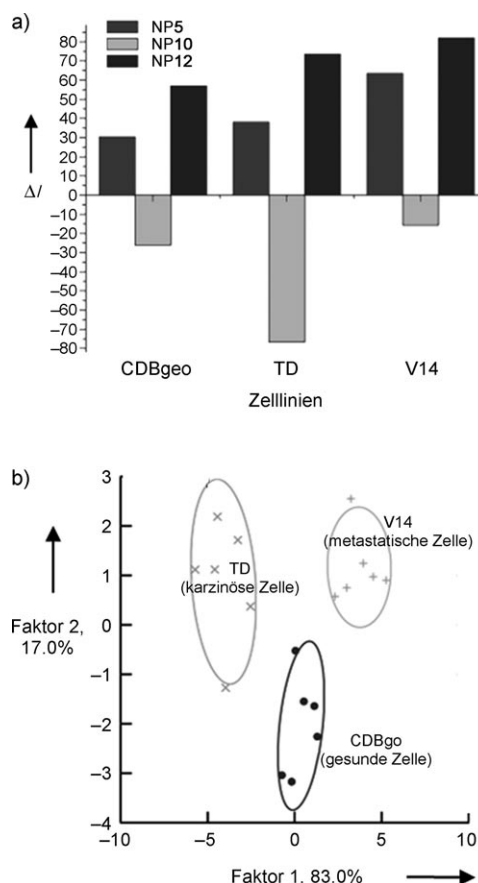 a)
NP5
NP10
NP12
80
70
60
50
40
30
20
10
0
–10
–20
–30
–40
–50
–60
–70
–80
ΔI
CDBgeo TD V14
Zelllinien
b)
3
2
1
0
–1
–2
–3
–4
Faktor 2,
17.0%
V14
(metastatische Zelle)
TD
(karzinöse Zelle)
CDBgo
(gesunde Zelle)
–10 –5 0 5 10
Faktor 1, 83.0%